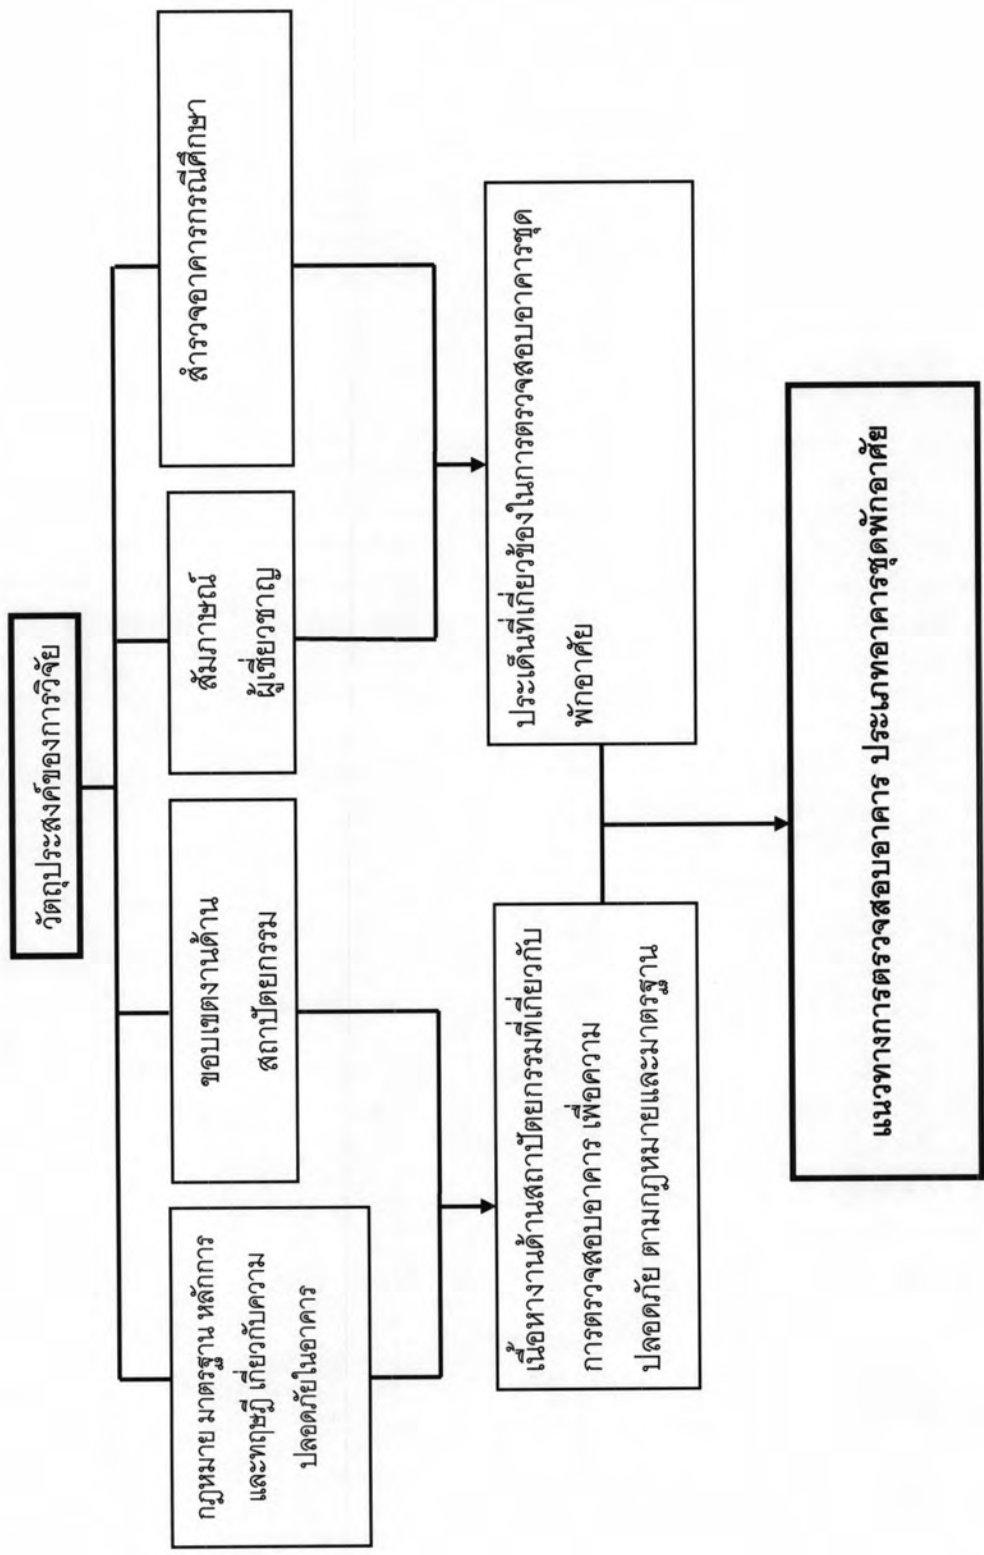 วัตถุประสงค์ของการวิจัย
กฎหมาย มาตรฐาน หลักการ
และทฤษฎี เกี่ยวกับความ
ปลอดภัยในอาคาร
ขอบเขตงานด้าน
สถาปัตยกรรม
สัมภาษณ์
ผู้เชี่ยวชาญ
สำรวจอาคารกรณีศึกษา
เนื้อหางานด้านสถาปัตยกรรมที่เกี่ยวกับ
การตรวจสอบอาคาร เพื่อความ
ปลอดภัย ตามกฎหมายและมาตรฐาน
ประเด็นที่เกี่ยวข้องในการตรวจสอบอาคารชุด
พักอาศัย
แนวทางการตรวจสอบอาคาร ประเภทอาคารชุดพักอาศัย